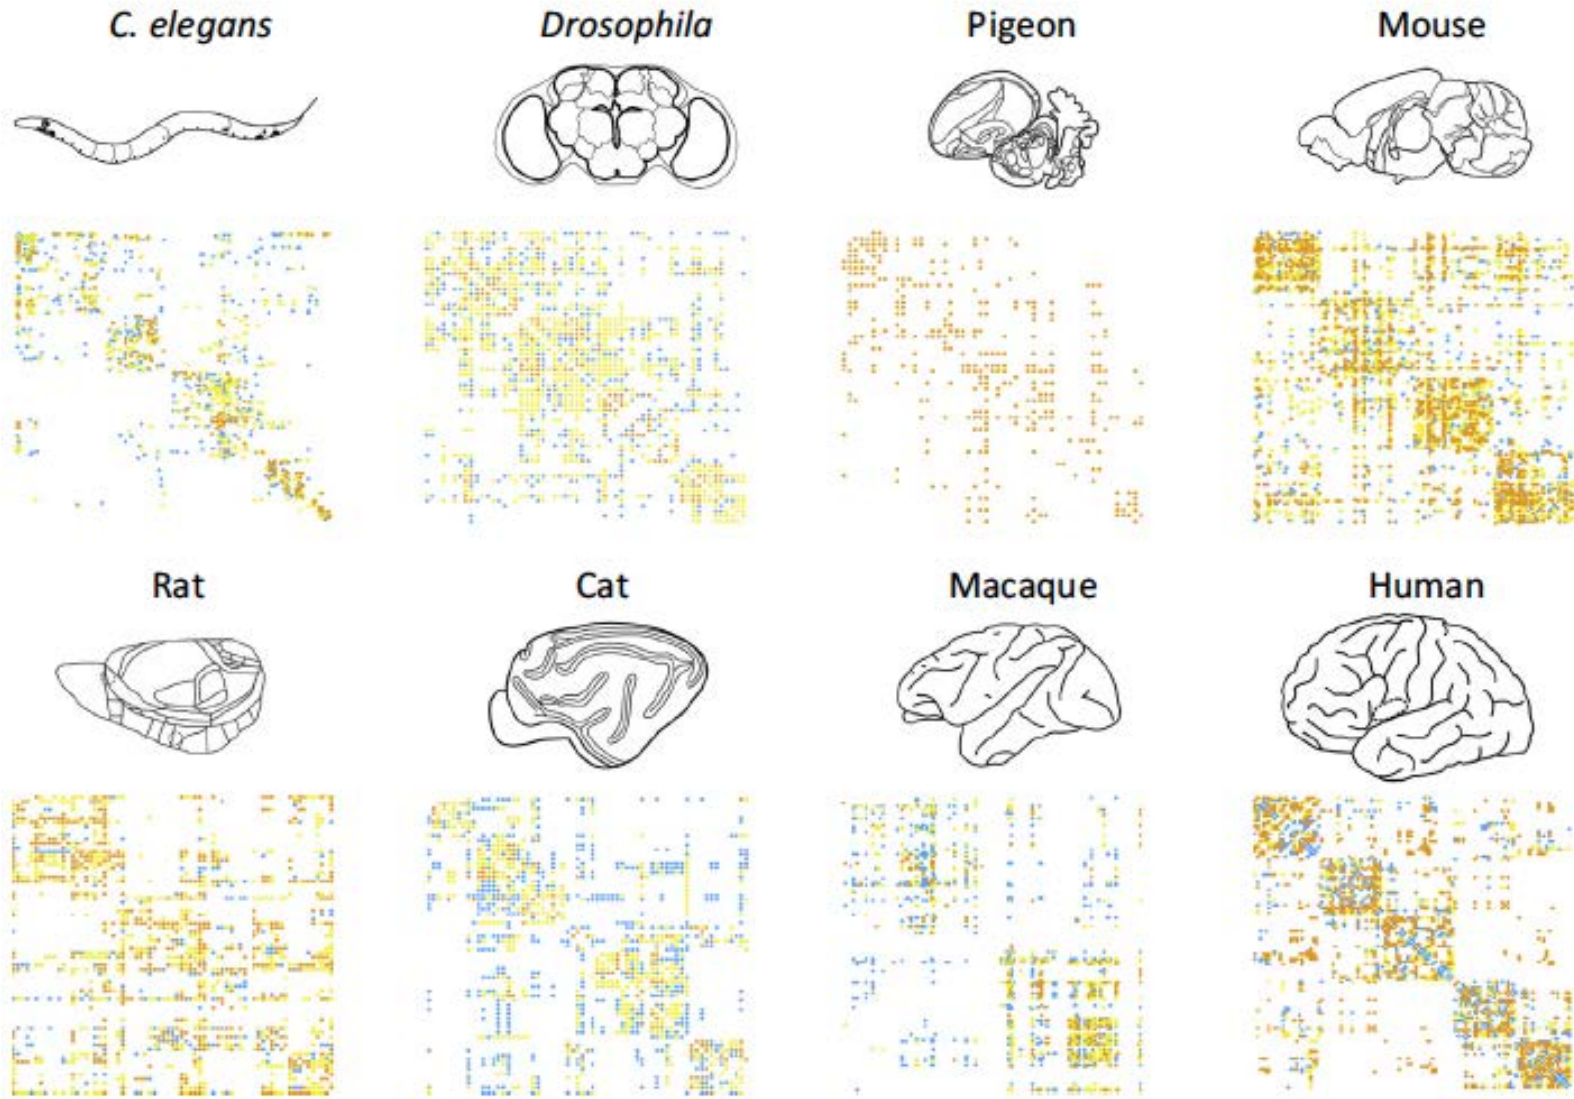 C. elegans
Drosophila
Pigeon
Mouse
Rat
Cat
Macaque
Human